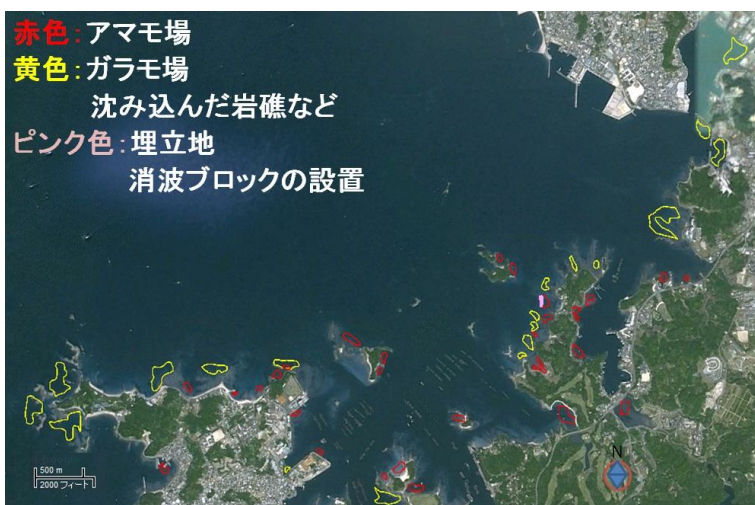 赤色：アマモ場
黄色：ガラモ場
沈み込んだ岩礁など
ピンク色：埋立地
消波ブロックの設置
N
500 m
2000 フィート